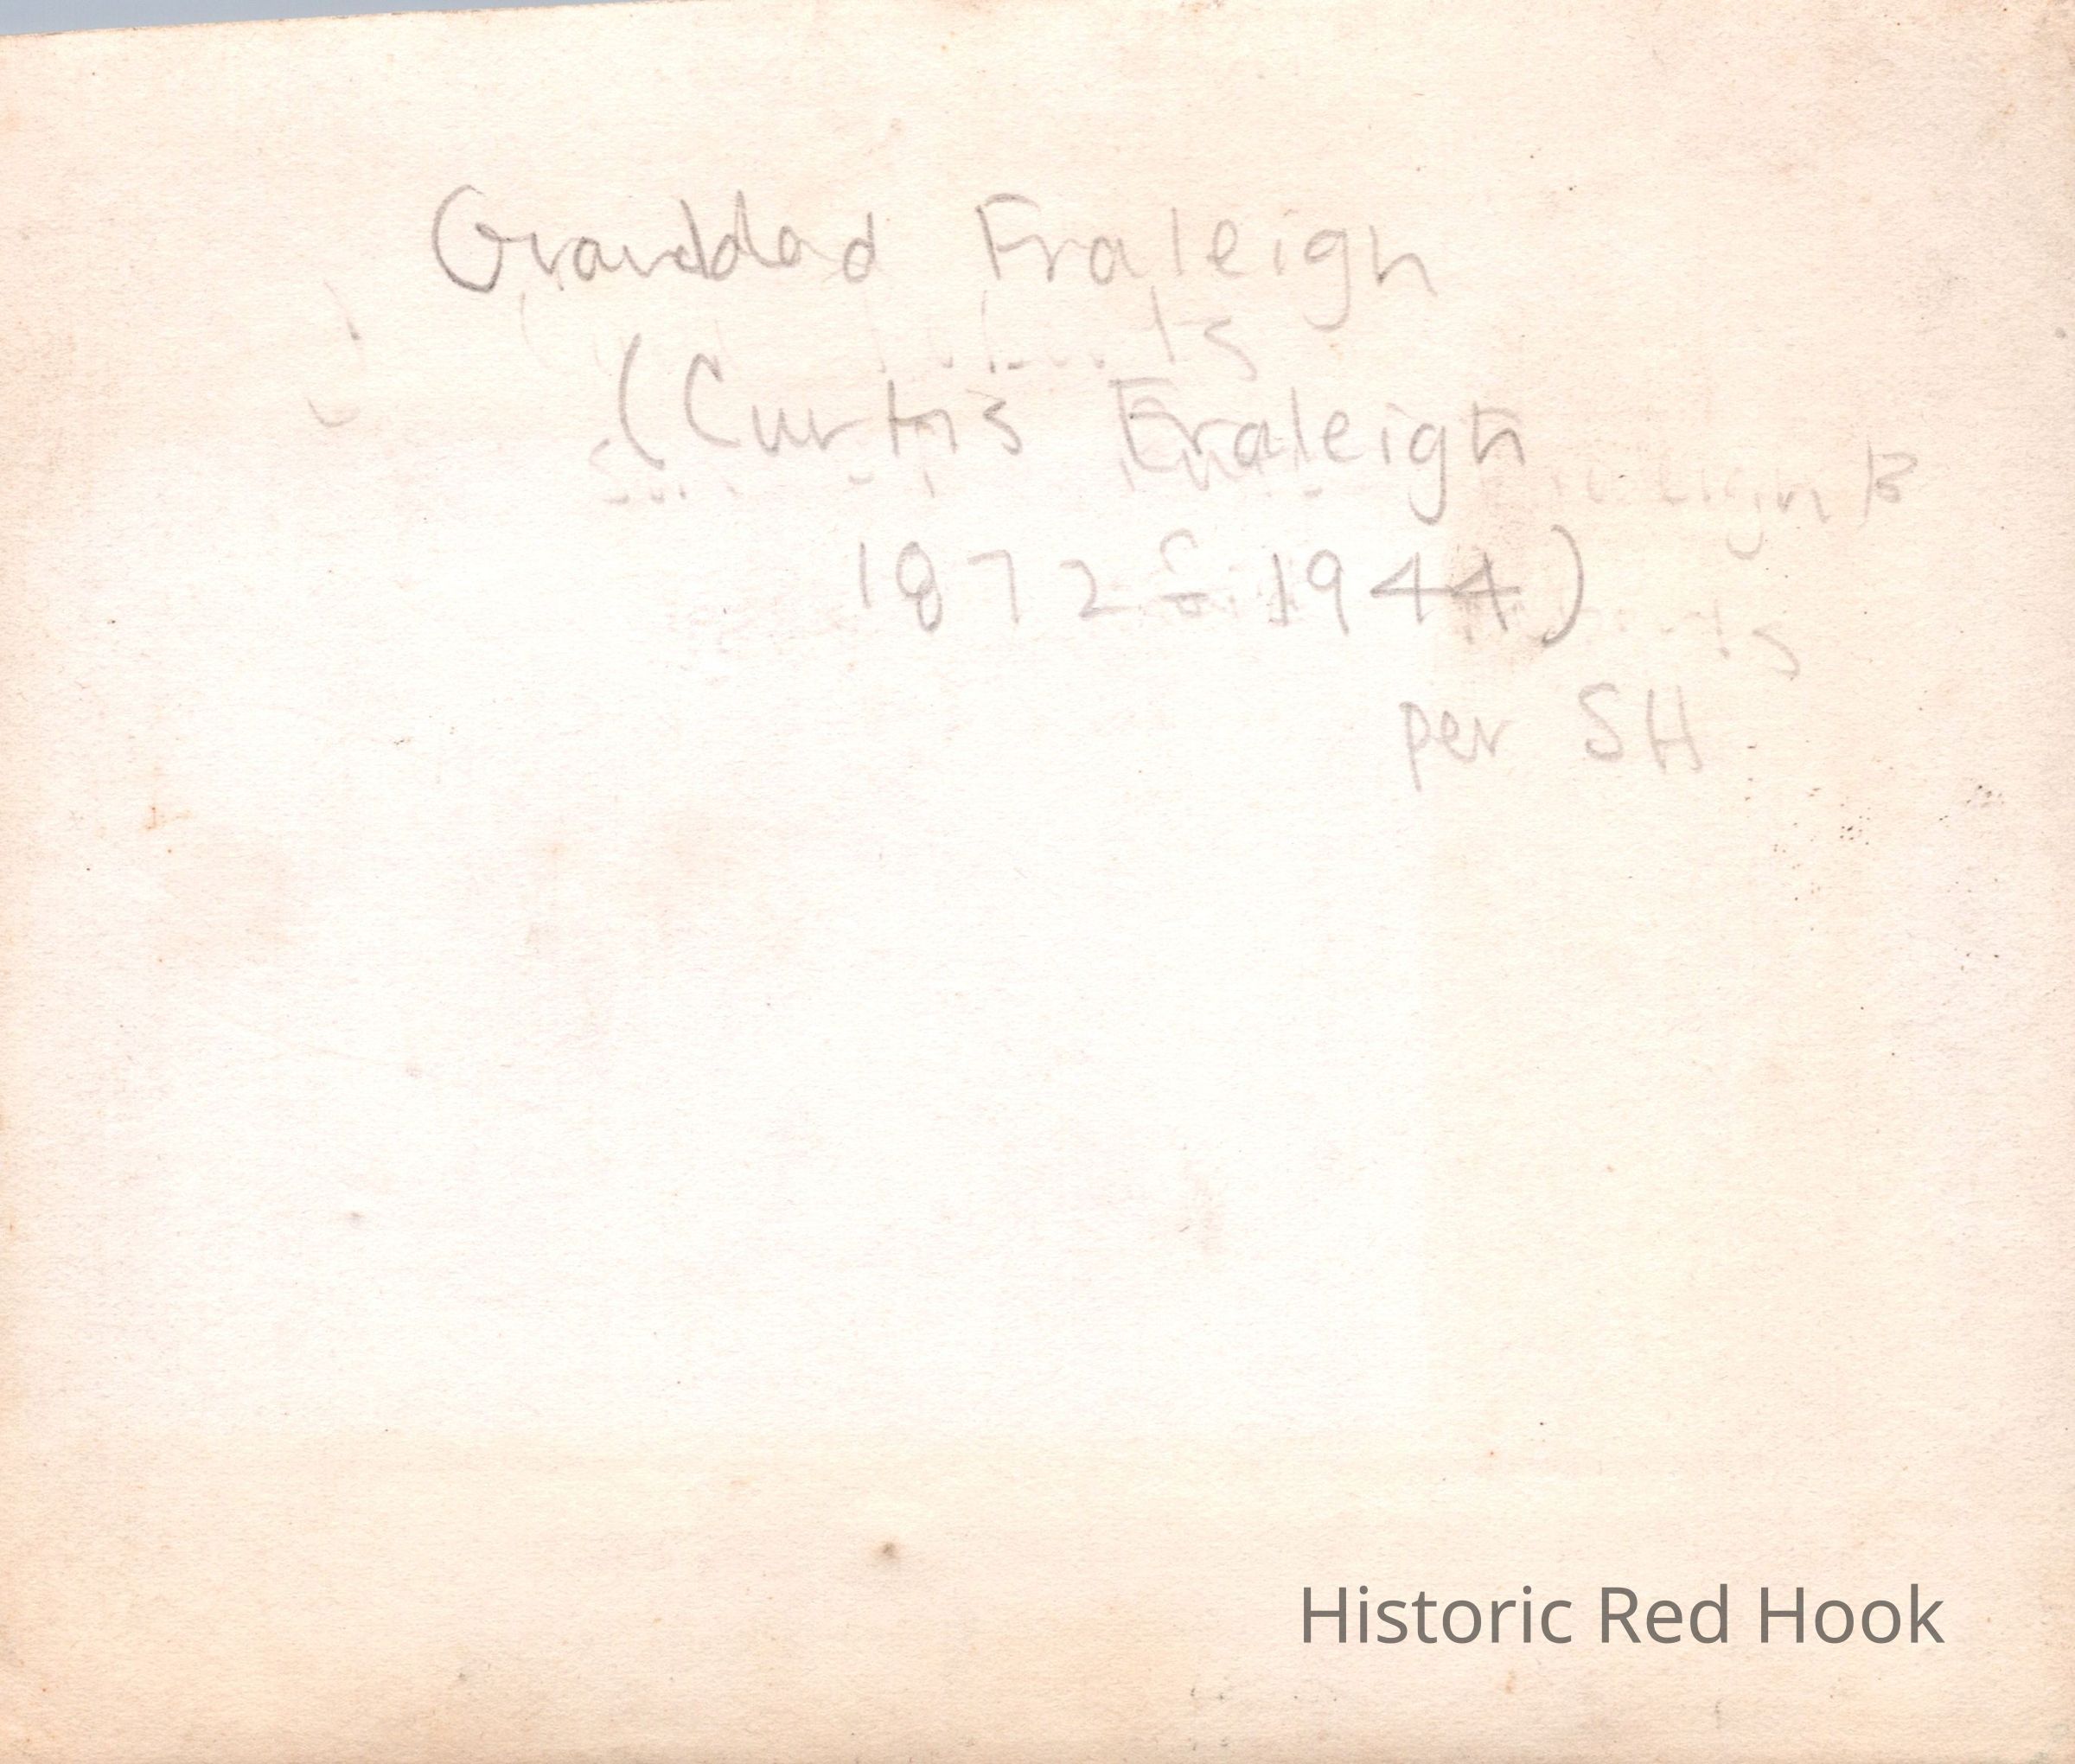 Granddad Fraleigh
(Curtis Fraleigh
1872-1944)
per SH
Historic Red Hook